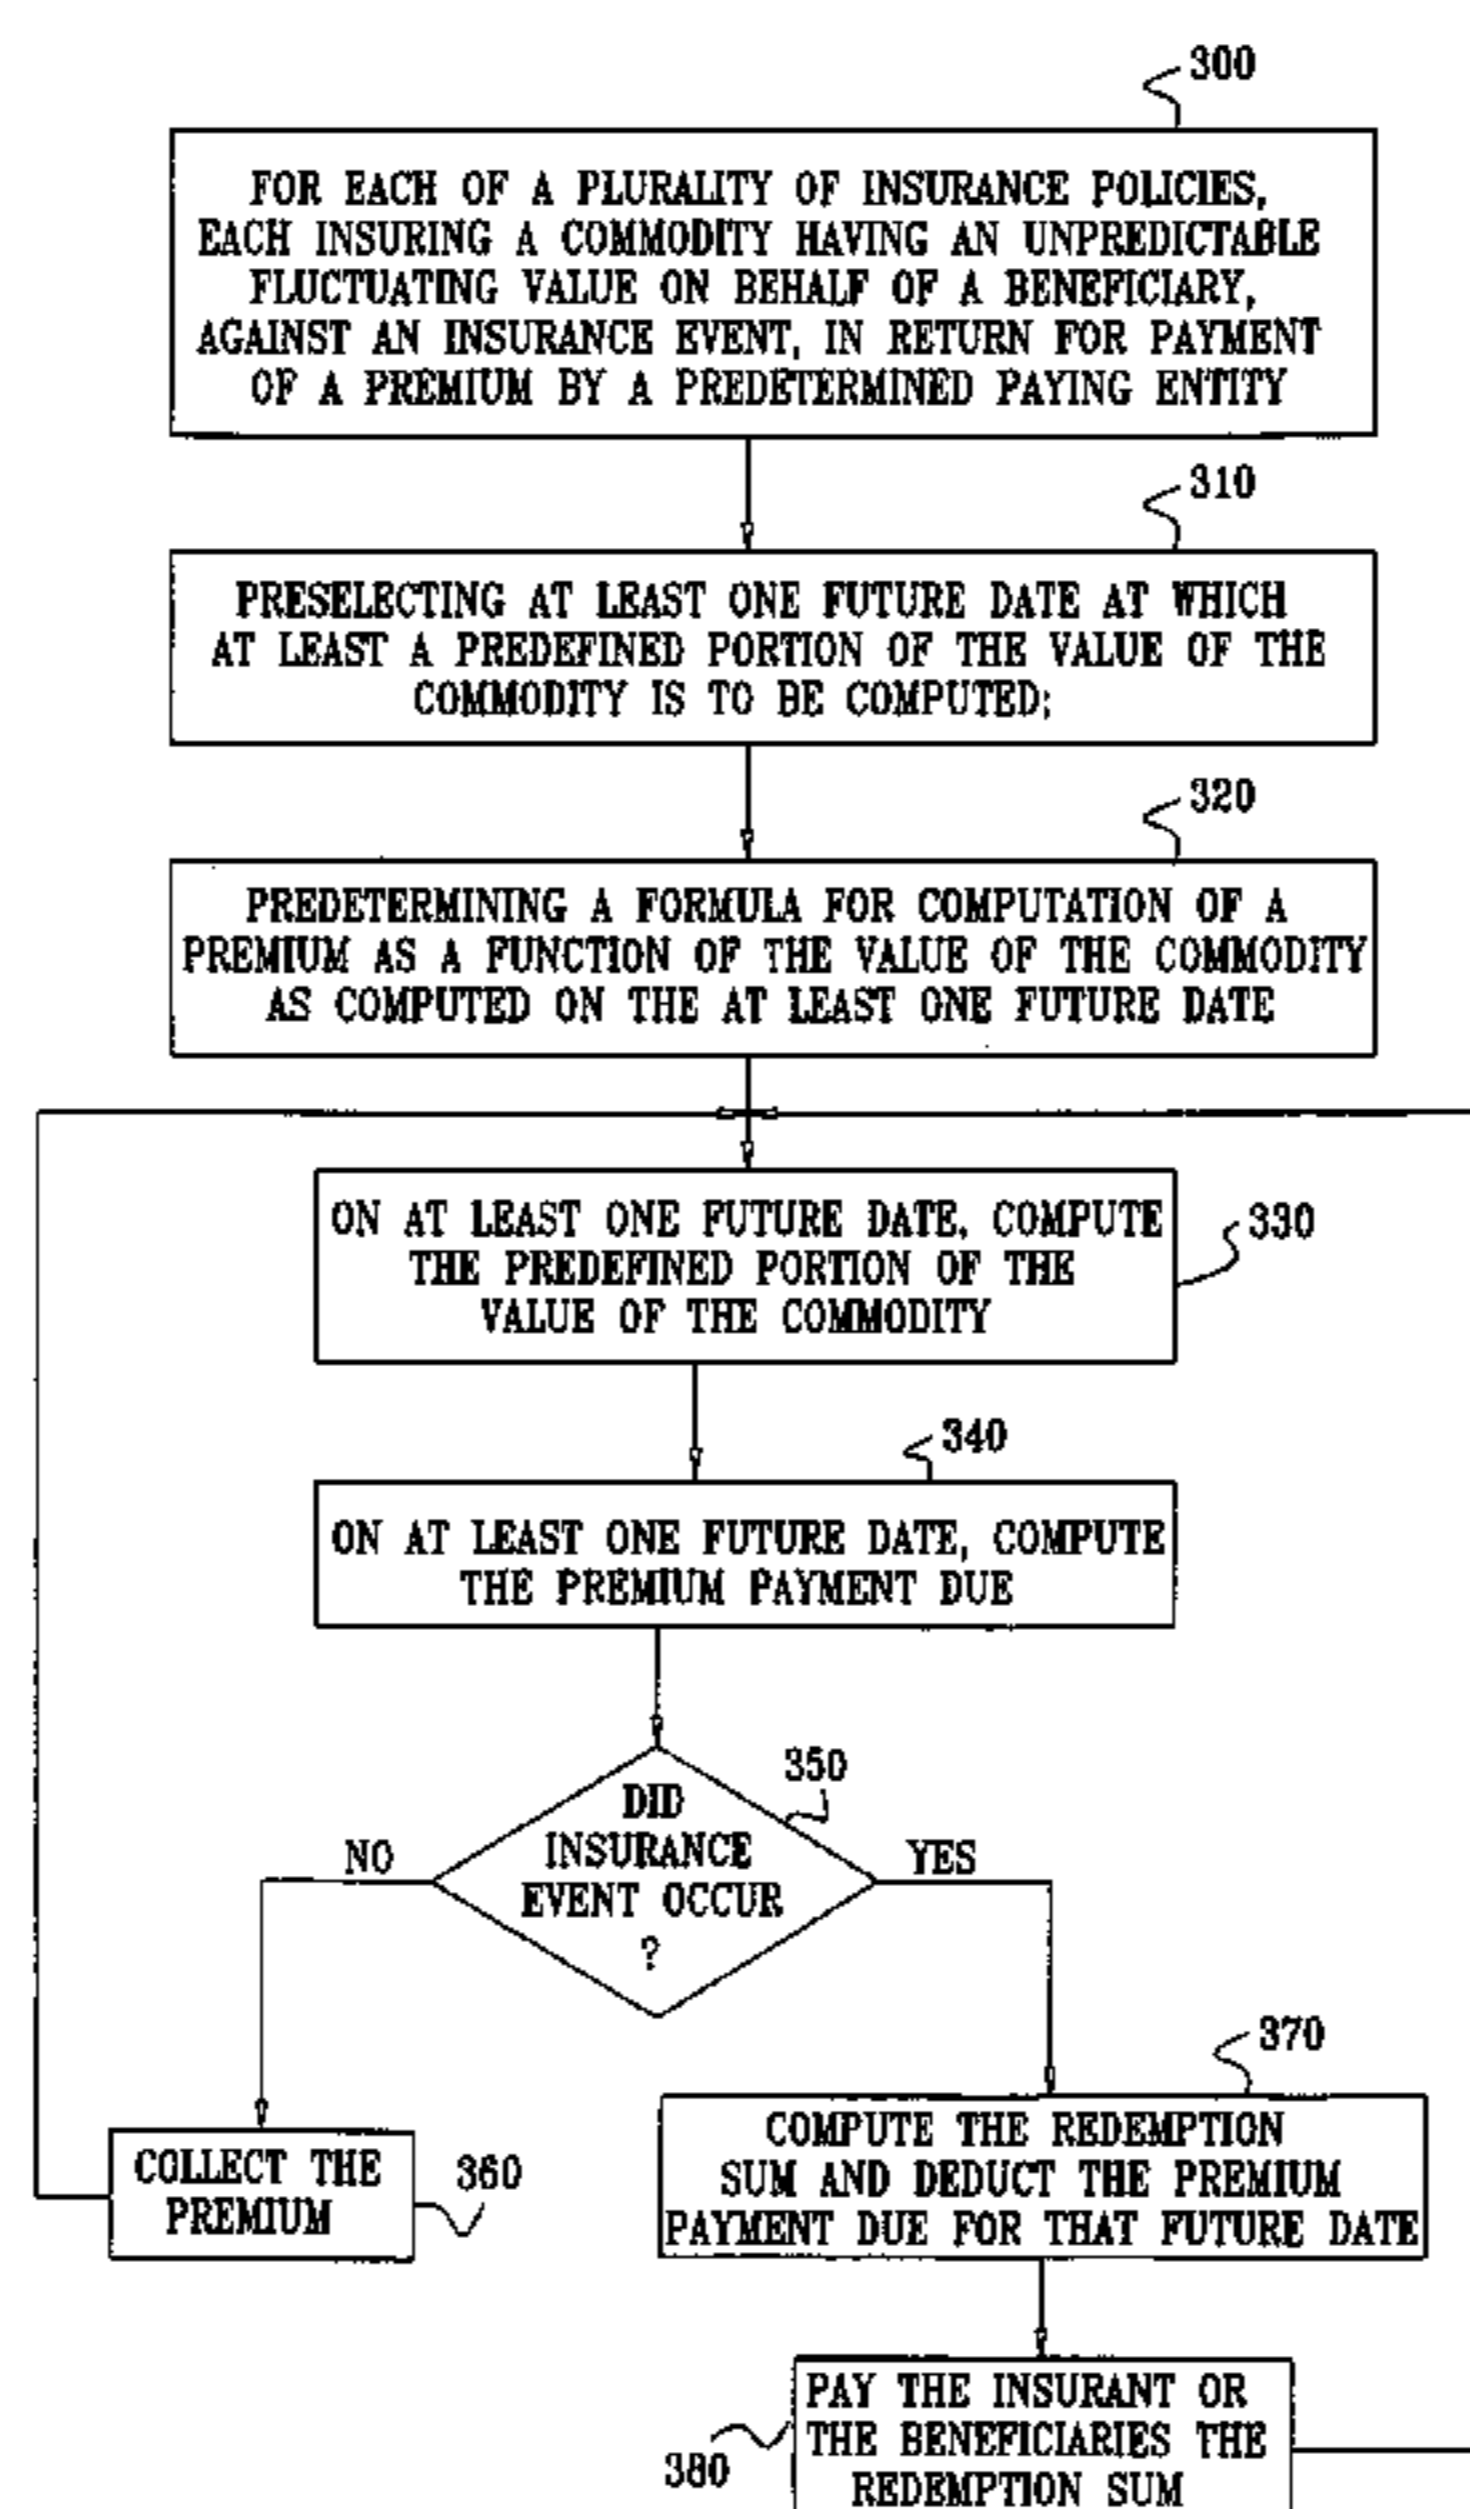 300
FOR EACH OF A PLURALITY OF INSURANCE POLICIES,
EACH INSURING A COMMODITY HAVING AN UNPREDICTABLE
FLUCTUATING VALUE ON BEHALF OF A BENEFICIARY,
AGAINST AN INSURANCE EVENT, IN RETURN FOR PAYMENT
OF A PREMIUM BY A PREDETERMINED PAYING ENTITY
310
PRESELECTING AT LEAST ONE FUTURE DATE AT WHICH
AT LEAST A PREDEFINED PORTION OF THE VALUE OF THE
COMMODITY IS TO BE COMPUTED;
320
PREDETERMINING A FORMULA FOR COMPUTATION OF A
PREMIUM AS A FUNCTION OF THE VALUE OF THE COMMODITY
AS COMPUTED ON THE AT LEAST ONE FUTURE DATE
ON AT LEAST ONE FUTURE DATE, COMPUTE
THE PREDEFINED PORTION OF THE
VALUE OF THE COMMODITY
330
340
ON AT LEAST ONE FUTURE DATE, COMPUTE
THE PREMIUM PAYMENT DUE
350
DID
INSURANCE
EVENT OCCUR
?
NO
YES
COLLECT THE
PREMIUM
360
370
COMPUTE THE REDEMPTION
SUM AND DEDUCT THE PREMIUM
PAYMENT DUE FOR THAT FUTURE DATE
PAY THE INSURANT OR
THE BENEFICIARIES THE
REDEMPTION SUM
380